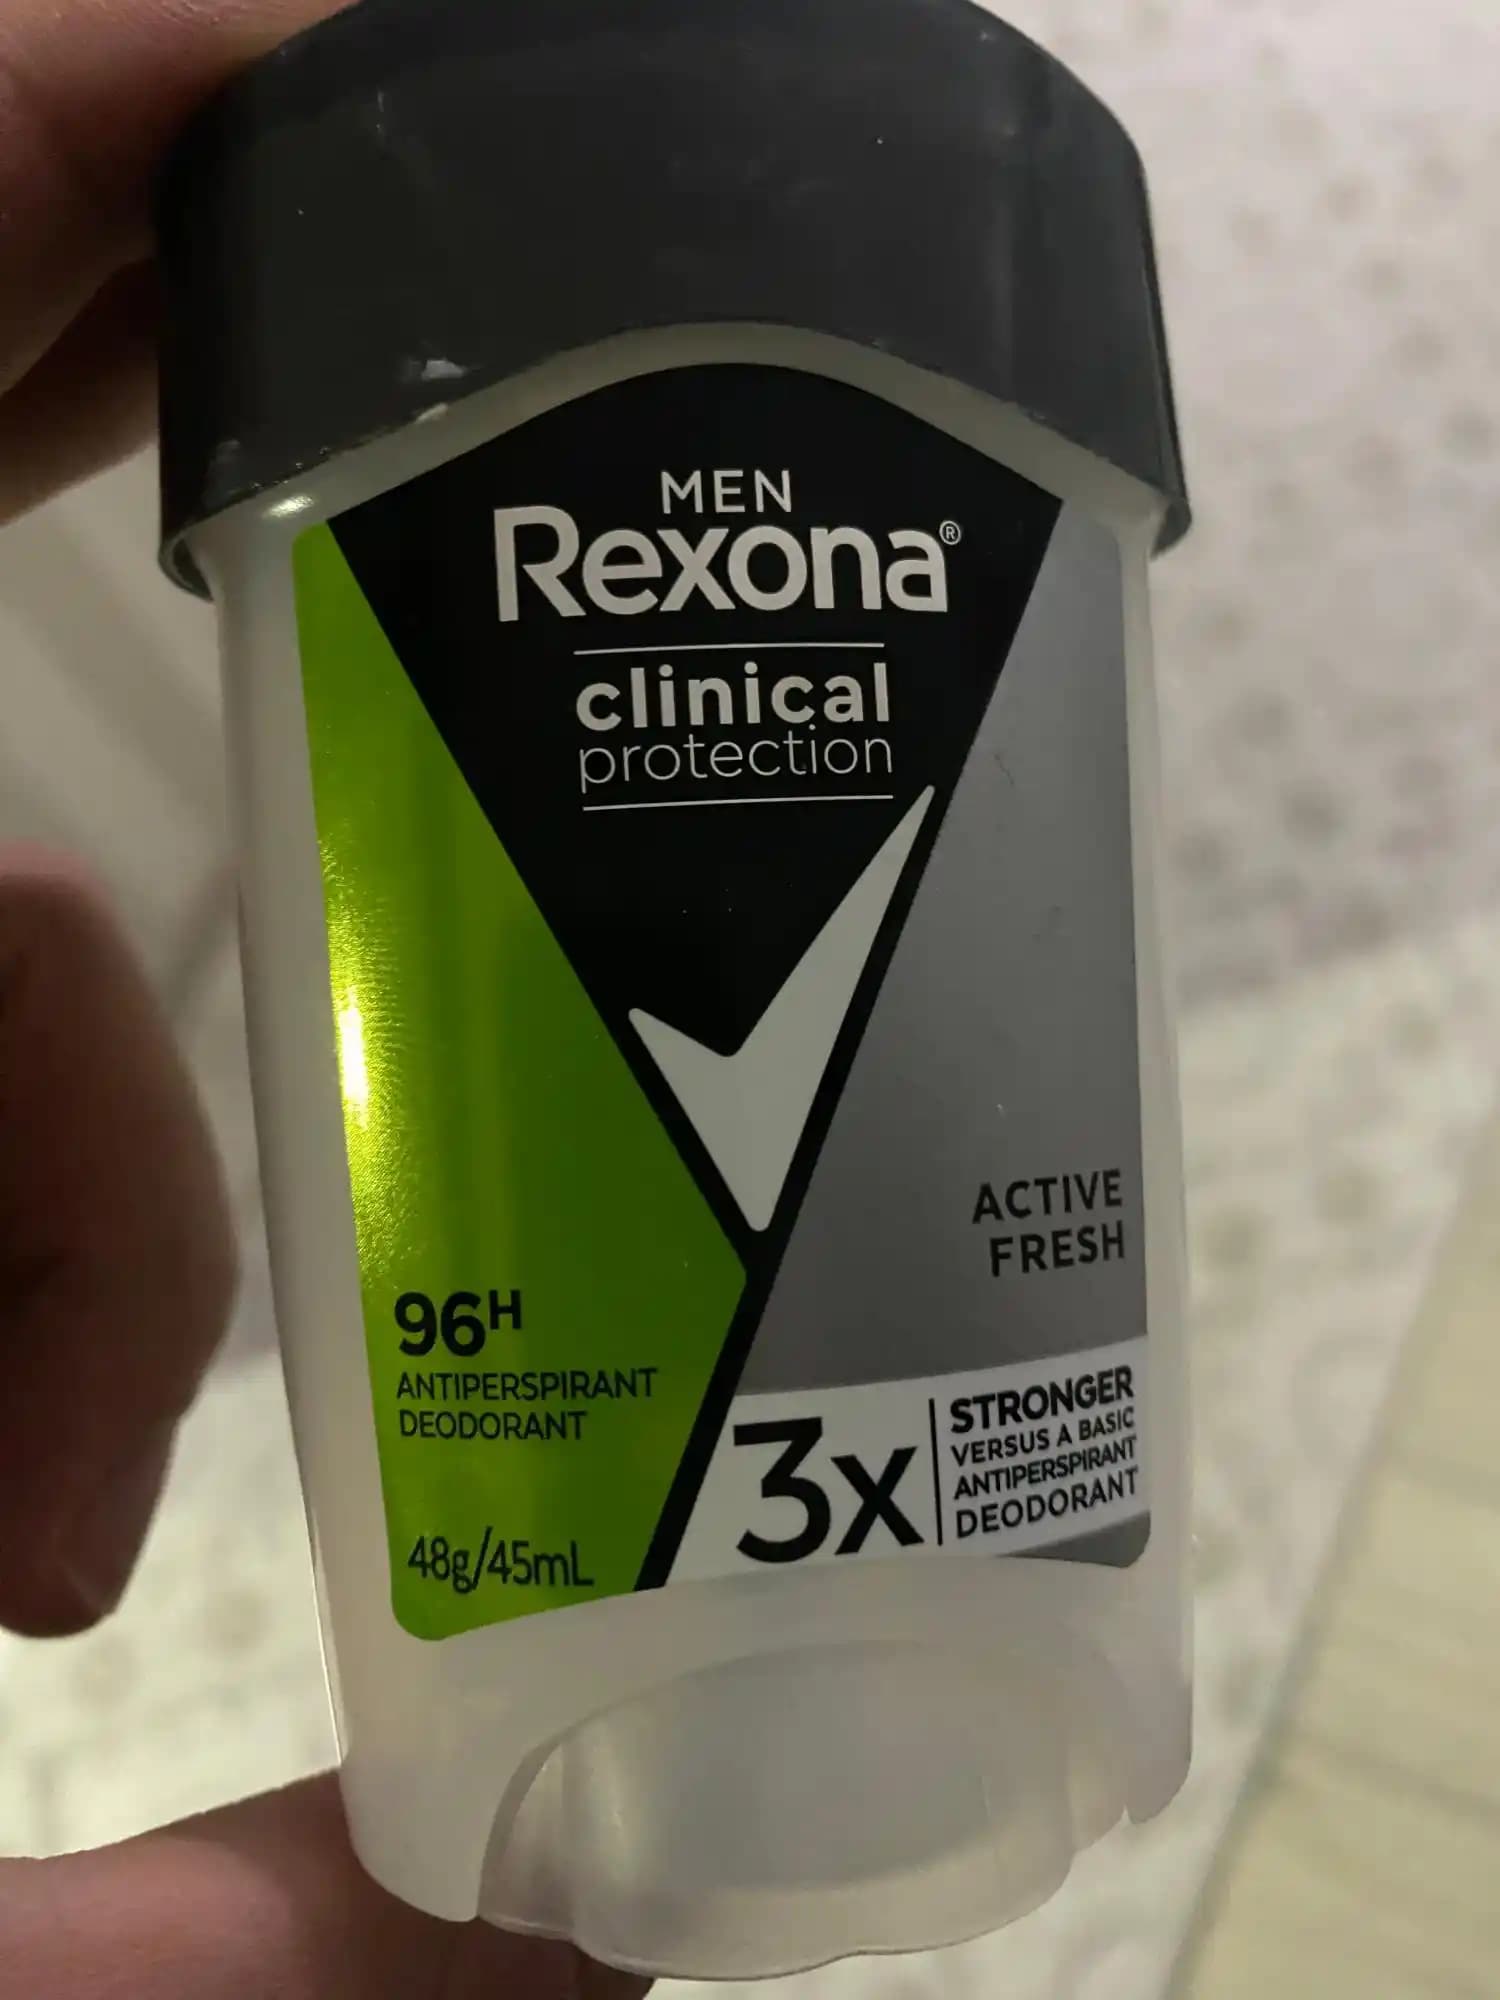 MEN
Rexona®
clinical
protection
ACTIVE
FRESH
96H
ANTIPERSPIRANT
DEODORANT
48g/45mL
3x
STRONGER
VERSUS A BASIC
ANTIPERSPIRANT
DEODORANT